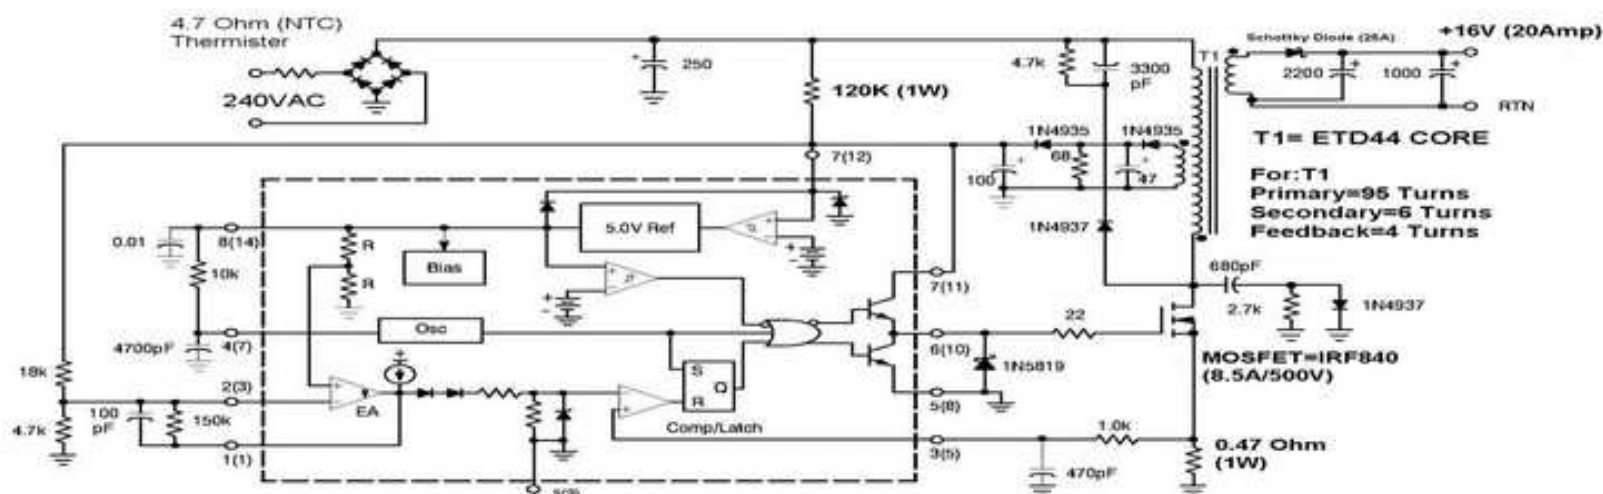 4.7 Ohm (NTC)
Thermister
240VAC
250
120K (1W)
4.7k
3300
pF
T1
Schottky Diode (25A)
+16V (20Amp)
2200
1000
RTN
T1= ETD44 CORE
For:T1
Primary=95 Turns
Secondary=6 Turns
Feedback=4 Turns
7(12)
1N4935
1N4935
68
100
47
1N4937
0.01
8(14)
R
R
Bias
5.0V Ref
10k
7(11)
680pF
2.7k
1N4937
Osc
4700pF
4(7)
6(10)
22
1N5819
MOSFET=IRF840
(8.5A/500V)
18k
2(3)
S
Q
R
5(8)
4.7k
100
pF
150k
EA
Comp/Latch
1(1)
3(5)
1.0k
470pF
0.47 Ohm
(1W)